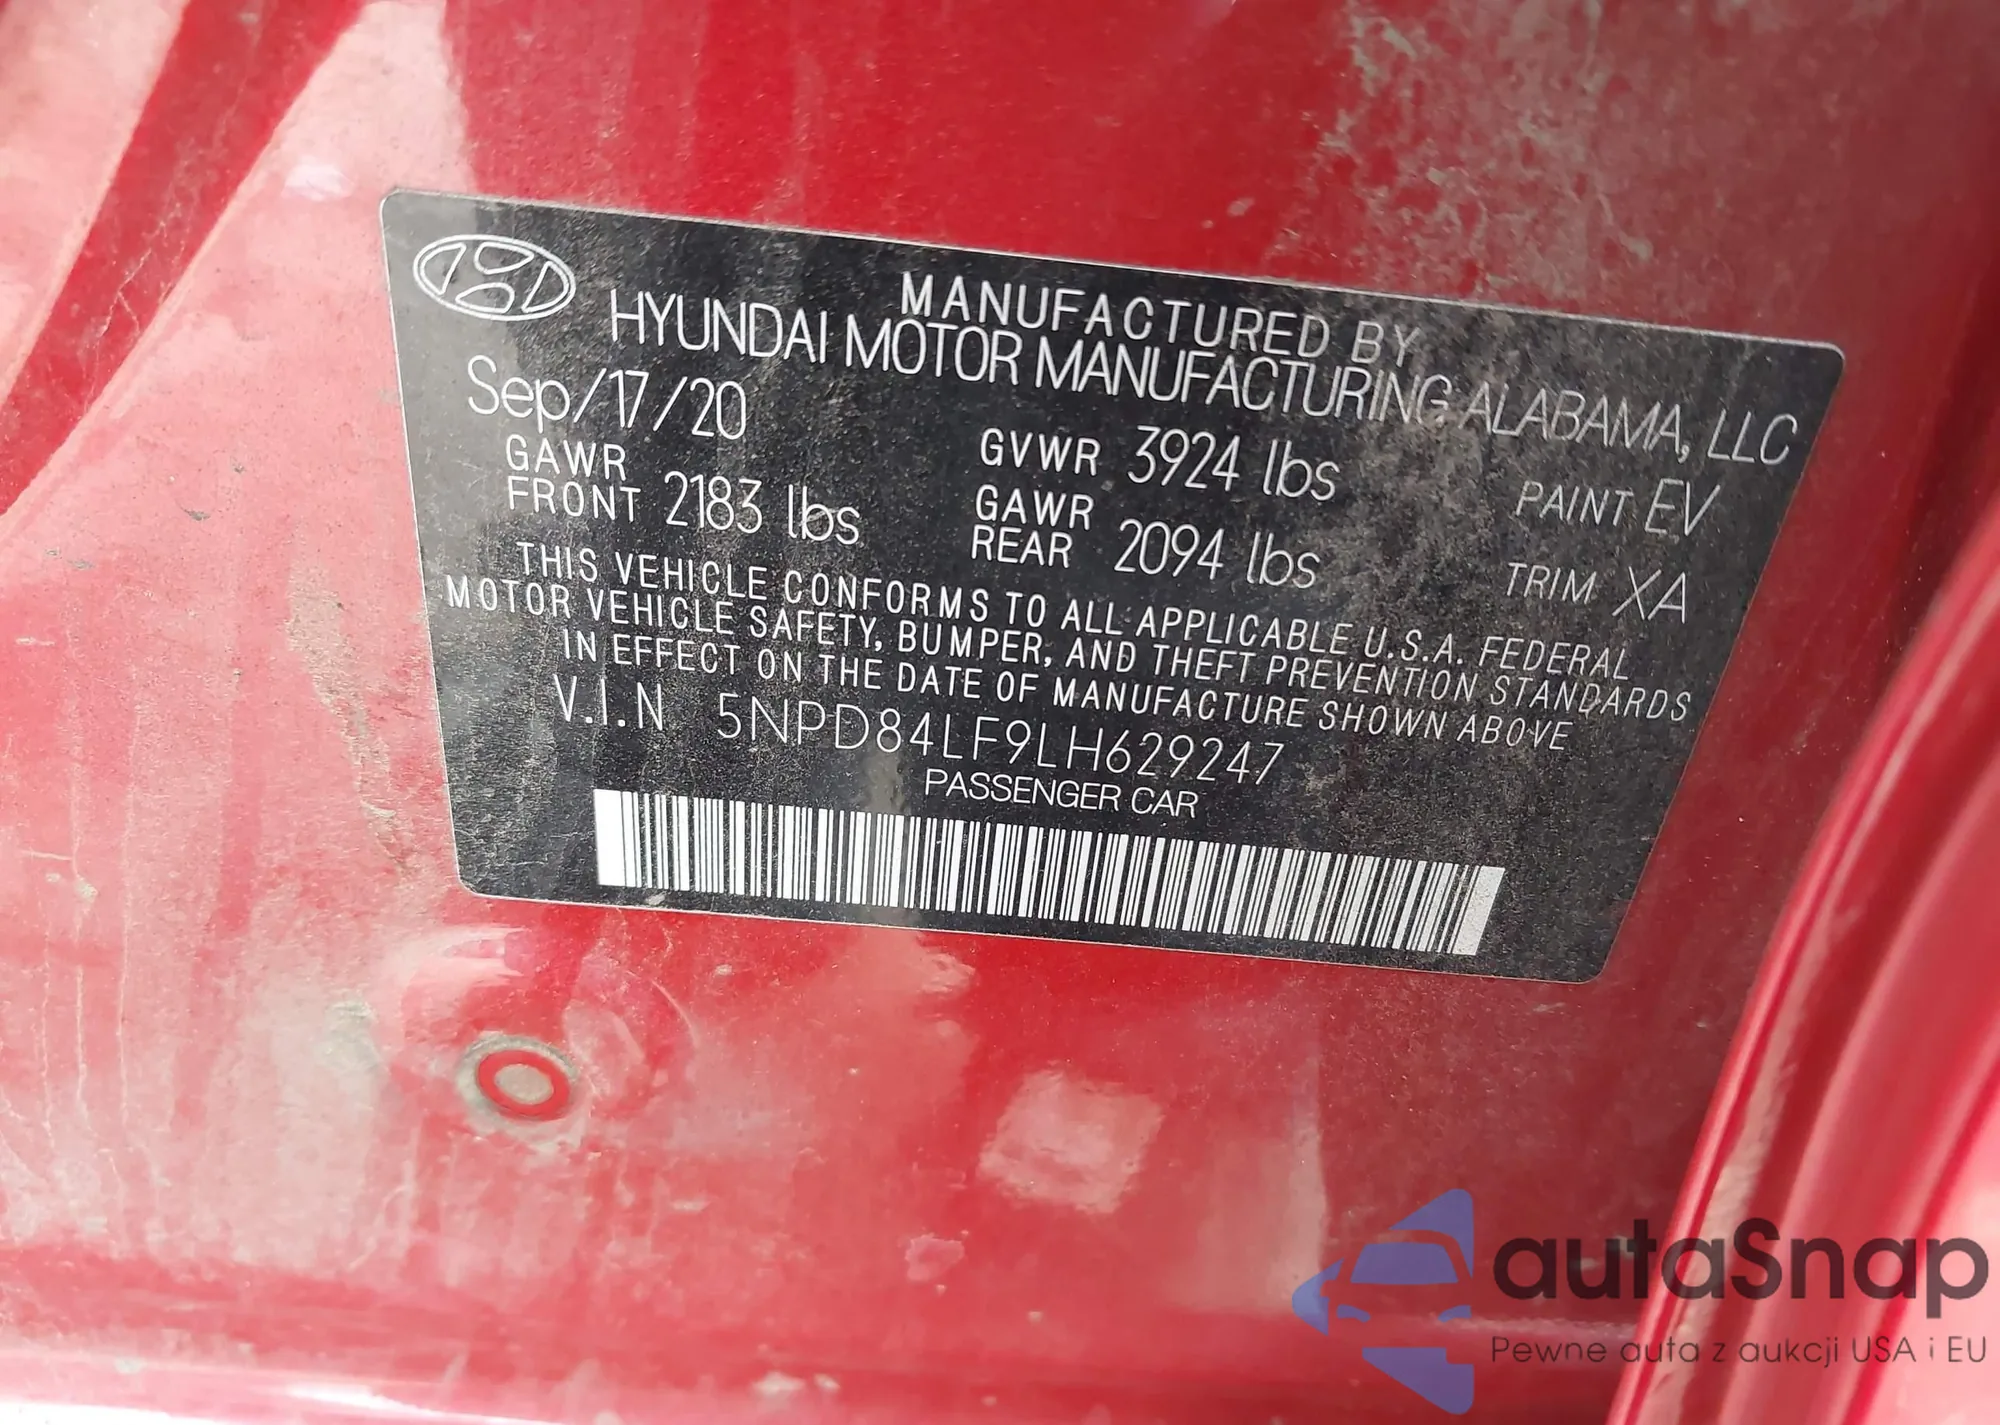 MANUFACTURED BY
HYUNDAI MOTOR MANUFACTURING ALABAMA, LLC
Sep/17/20 GVWR 3924 lbs PAINT EV
GAWR FRONT 2183 lbs GAWR REAR 2094 lbs TRIM XA
THIS VEHICLE CONFORMS TO ALL APPLICABLE U.S.A. FEDERAL
MOTOR VEHICLE SAFETY, BUMPER, AND THEFT PREVENTION STANDARDS
IN EFFECT ON THE DATE OF MANUFACTURE SHOWN ABOVE
V.I.N 5NPD84LF9LH629247
PASSENGER CAR
autaSnap
Pewne auta z aukcji USA i EU